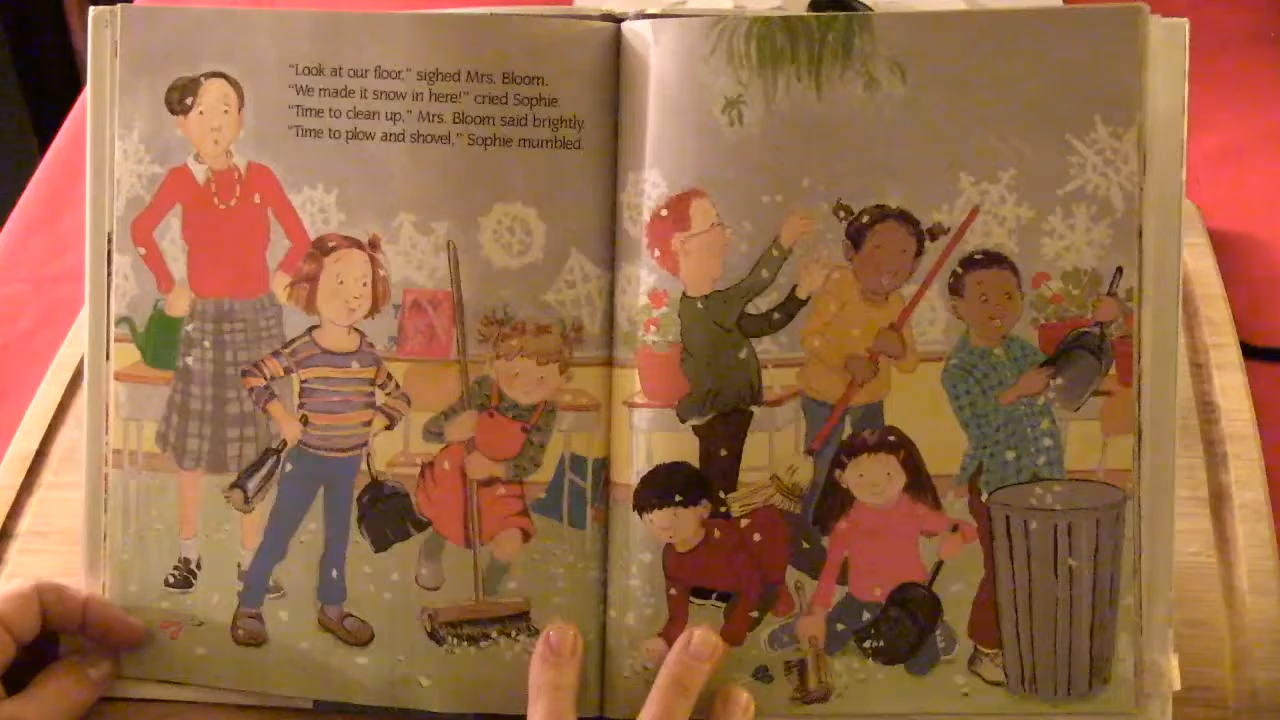 “Look at our floor,” sighed Mrs. Bloom.
“We made it snow in here!” cried Sophie.
“Time to clean up,” Mrs. Bloom said brightly.
“Time to plow and shovel,” Sophie mumbled.